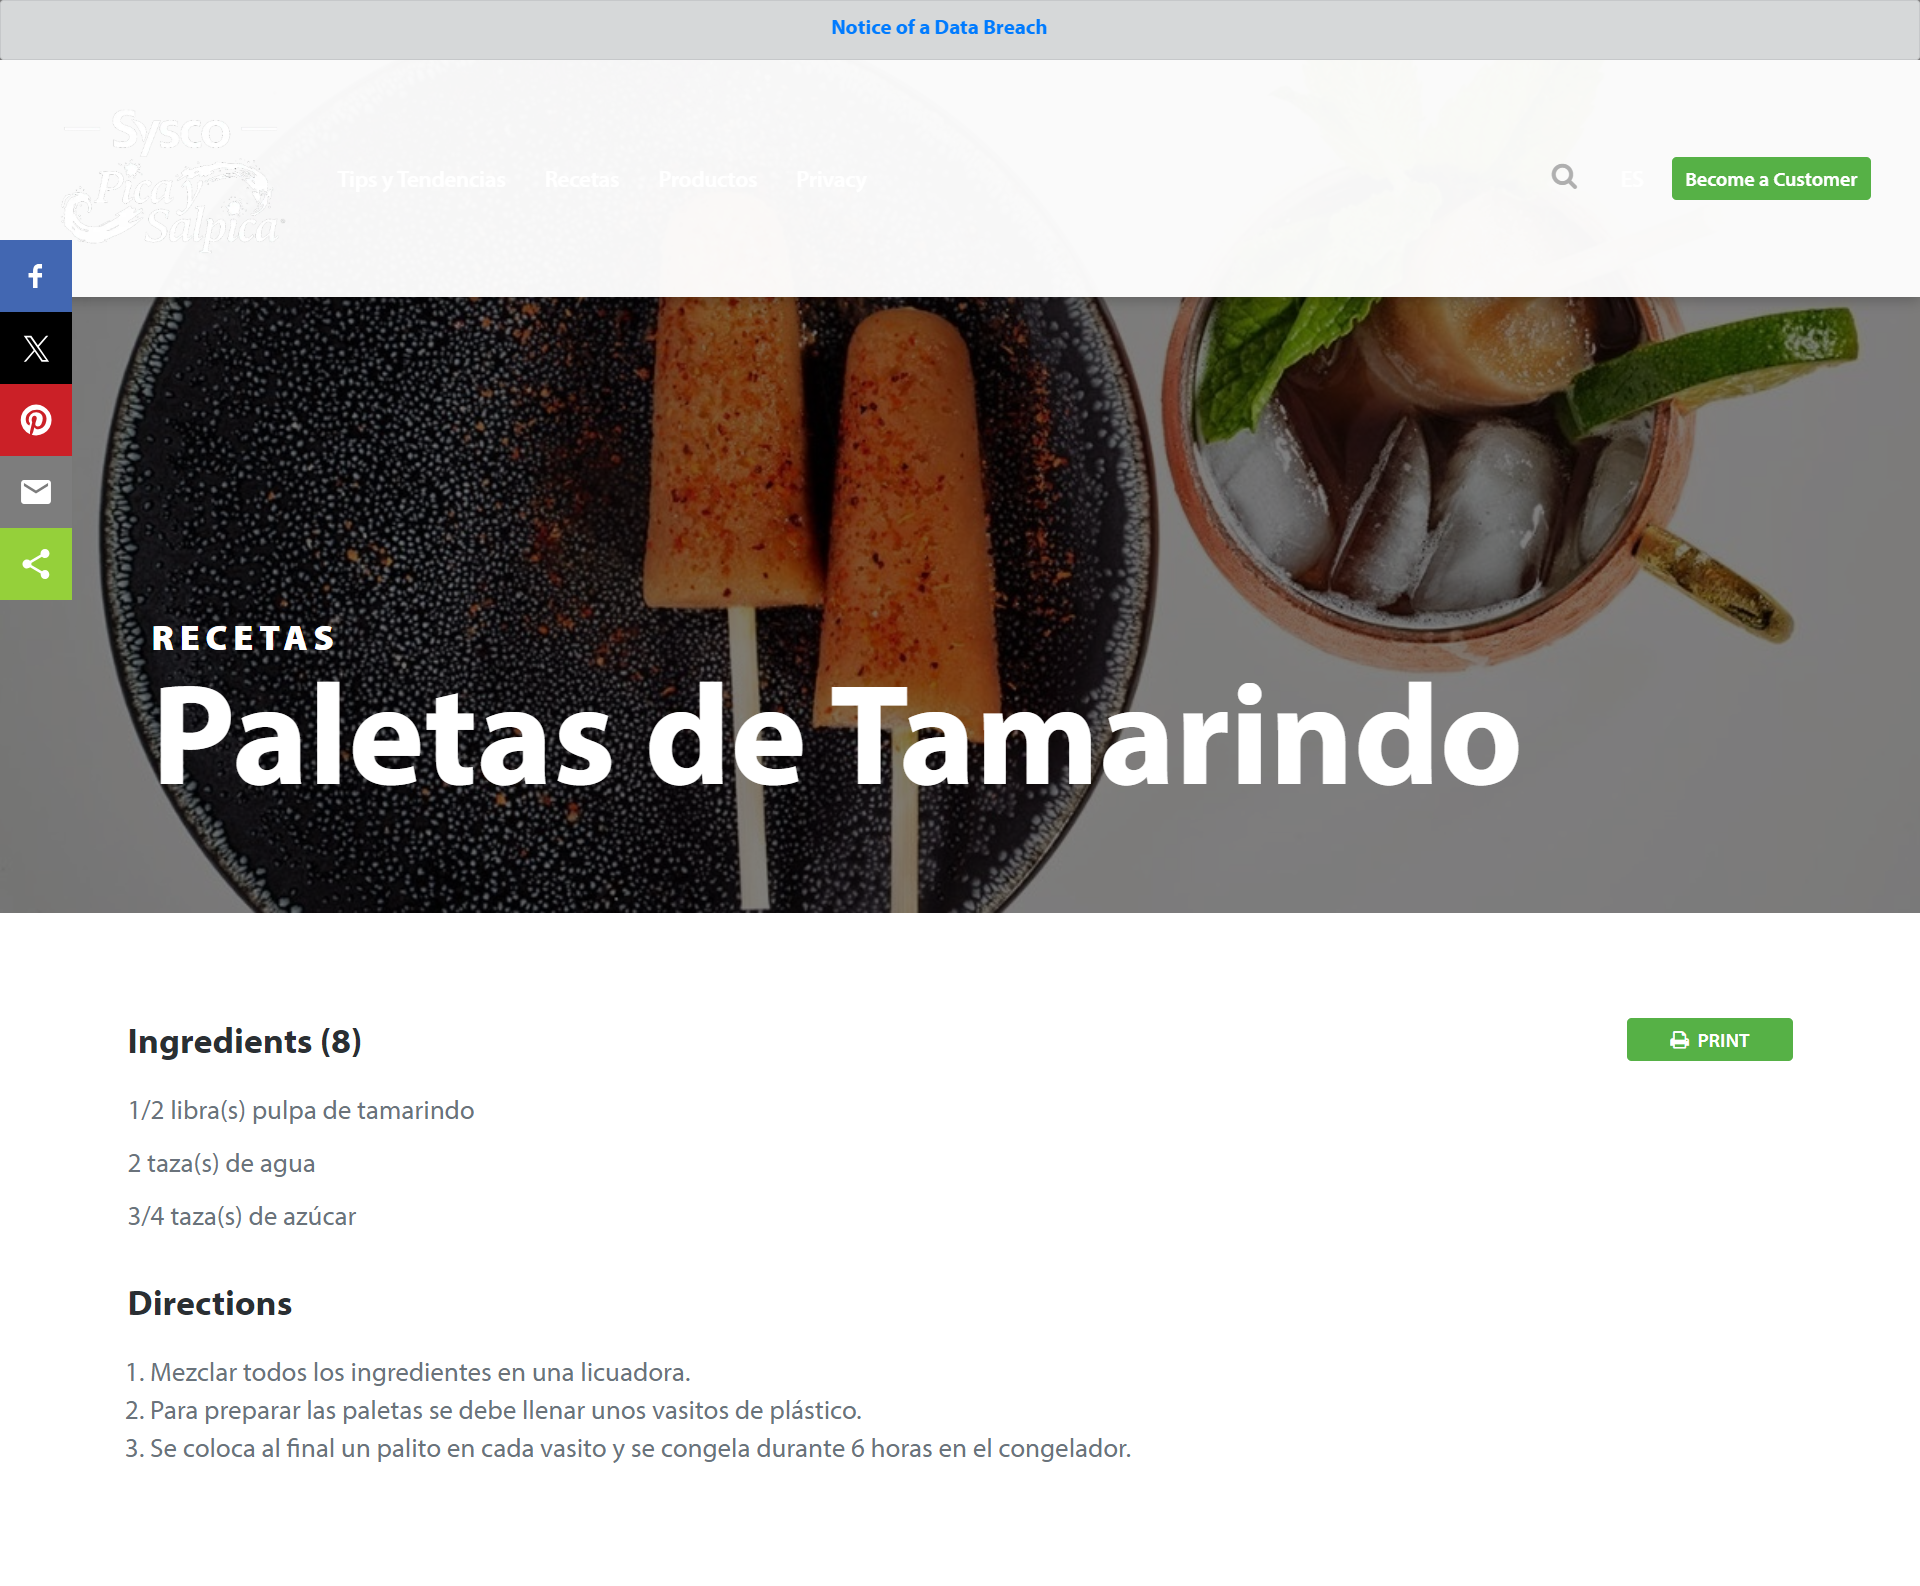 Notice of a Data Breach
Sysco
Pica y
Salpica
Tips y Tendencias
Recetas
Productos
Privacy
ES
Become a Customer
RECETAS
Paletas de Tamarindo
Ingredients (8)
PRINT
1/2 libra(s) pulpa de tamarindo
2 taza(s) de agua
3/4 taza(s) de azúcar
Directions
1. Mezclar todos los ingredientes en una licuadora.
2. Para preparar las paletas se debe llenar unos vasitos de plástico.
3. Se coloca al final un palito en cada vasito y se congela durante 6 horas en el congelador.